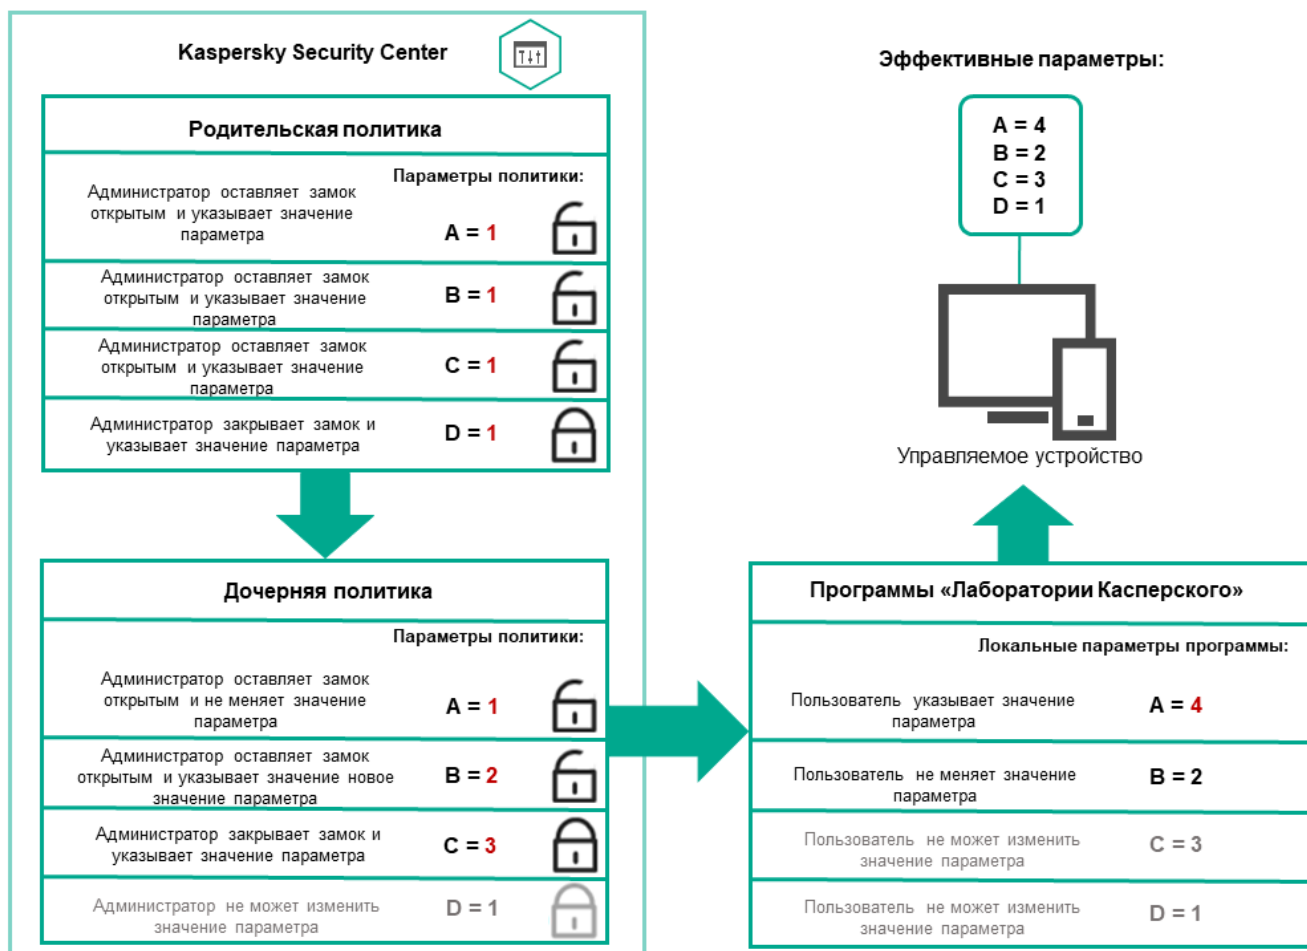 Kaspersky Security Center
Родительская политика
Параметры политики:
Администратор оставляет замок
открытым и указывает значение
параметра
A = 1
Администратор оставляет замок
открытым и указывает значение
параметра
B = 1
Администратор оставляет замок
открытым и указывает значение
параметра
C = 1
Администратор закрывает замок и
указывает значение параметра
D = 1
Дочерняя политика
Параметры политики:
Администратор оставляет замок
открытым и не меняет значение
параметра
A = 1
Администратор оставляет замок
открытым и указывает значение новое
значение параметра
B = 2
Администратор закрывает замок и
указывает значение параметра
C = 3
Администратор не может изменить
значение параметра
D = 1
Эффективные параметры:
A = 4
B = 2
C = 3
D = 1
Управляемое устройство
Программы «Лаборатории Касперского»
Локальные параметры программы:
Пользователь указывает значение
параметра
A = 4
Пользователь не меняет значение
параметра
B = 2
Пользователь не может изменить
значение параметра
C = 3
Пользователь не может изменить
значение параметра
D = 1